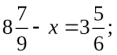 8 7/9 − x = 3 5/6;